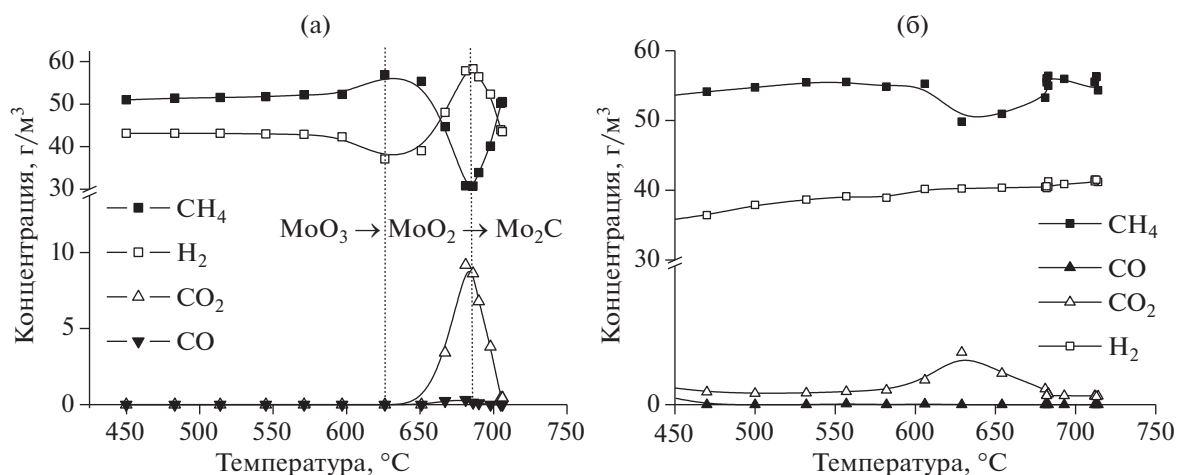 (а)
Концентрация, г/м³
60
50
40
30
10
5
0
CH₄
H₂
CO₂
CO
MoO₃ → MoO₂ → Mo₂C
450 500 550 600 650 700 750
Температура, °C
(б)
Концентрация, г/м³
60
50
40
30
0
CH₄
CO
CO₂
H₂
450 500 550 600 650 700 750
Температура, °C